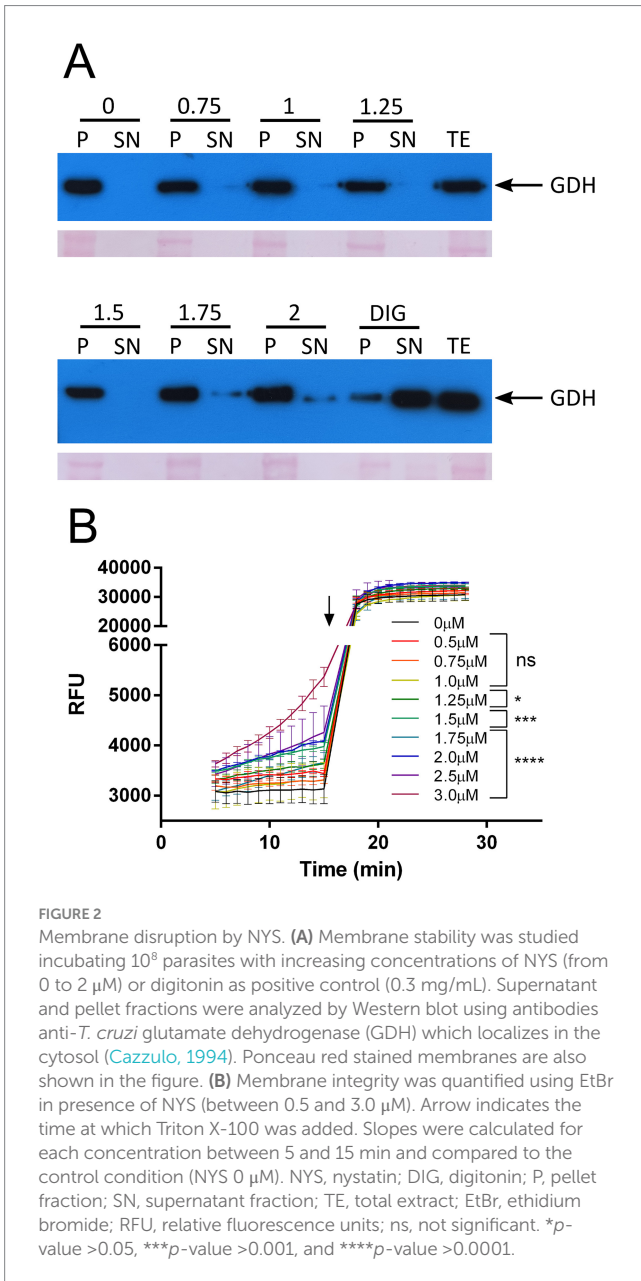 A
0 0.75 1 1.25
P SN P SN P SN P SN TE
GDH
1.5 1.75 2 DIG
P SN P SN P SN P SN TE
GDH
B
40000
30000
20000
6000
5000
4000
3000
RFU
0 10 20 30
Time (min)
0µM
0.5µM
0.75µM
1.0µM
1.25µM
1.5µM
1.75µM
2.0µM
2.5µM
3.0µM
ns
*
***
****
FIGURE 2
Membrane disruption by NYS. (A) Membrane stability was studied
incubating 10⁸ parasites with increasing concentrations of NYS (from
0 to 2 μM) or digitonin as positive control (0.3 mg/mL). Supernatant
and pellet fractions were analyzed by Western blot using antibodies
anti-T. cruzi glutamate dehydrogenase (GDH) which localizes in the
cytosol (Cazzulo, 1994). Ponceau red stained membranes are also
shown in the figure. (B) Membrane integrity was quantified using EtBr
in presence of NYS (between 0.5 and 3.0 μM). Arrow indicates the
time at which Triton X-100 was added. Slopes were calculated for
each concentration between 5 and 15 min and compared to the
control condition (NYS 0 μM). NYS, nystatin; DIG, digitonin; P, pellet
fraction; SN, supernatant fraction; TE, total extract; EtBr, ethidium
bromide; RFU, relative fluorescence units; ns, not significant. *p-
value >0.05, ***p-value >0.001, and ****p-value >0.0001.